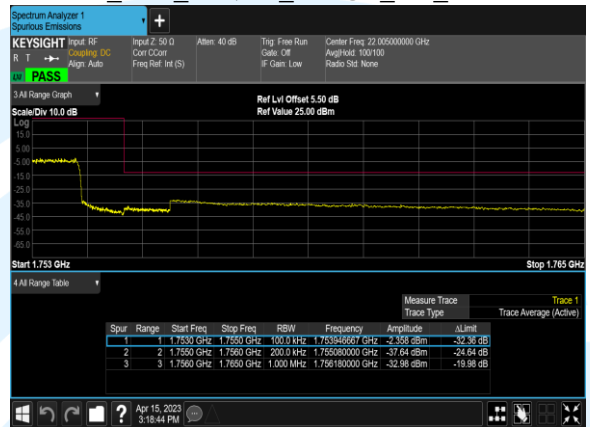 Spectrum Analyzer 1
Spurious Emissions
+
KEYSIGHT Input: RF Input Z: 50 Ω Atten: 40 dB Trig: Free Run Center Freq: 22.005000000 GHz
R T Coupling: DC Corr CCorr Gate: Off Avg|Hold: 100/100
Align: Auto Freq Ref: Int (S) IF Gain: Low Radio Std: None
PASS
3 All Range Graph
Ref Lvl Offset 5.50 dB
Scale/Div 10.0 dB Ref Value 25.00 dBm
Log
15.0
5.00
-5.00
-15.0
-25.0
-35.0
-45.0
-55.0
-65.0
Start 1.753 GHz Stop 1.765 GHz
4 All Range Table
Measure Trace Trace 1
Trace Type Trace Average (Active)
Spur Range Start Freq Stop Freq RBW Frequency Amplitude ΔLimit
1 1 1.7530 GHz 1.7550 GHz 100.0 kHz 1.753946667 GHz -2.358 dBm -32.36 dB
2 2 1.7550 GHz 1.7560 GHz 200.0 kHz 1.755080000 GHz -37.64 dBm -24.64 dB
3 3 1.7560 GHz 1.7650 GHz 1.000 MHz 1.756180000 GHz -32.98 dBm -19.98 dB
? Apr 15, 2023
3:18:44 PM